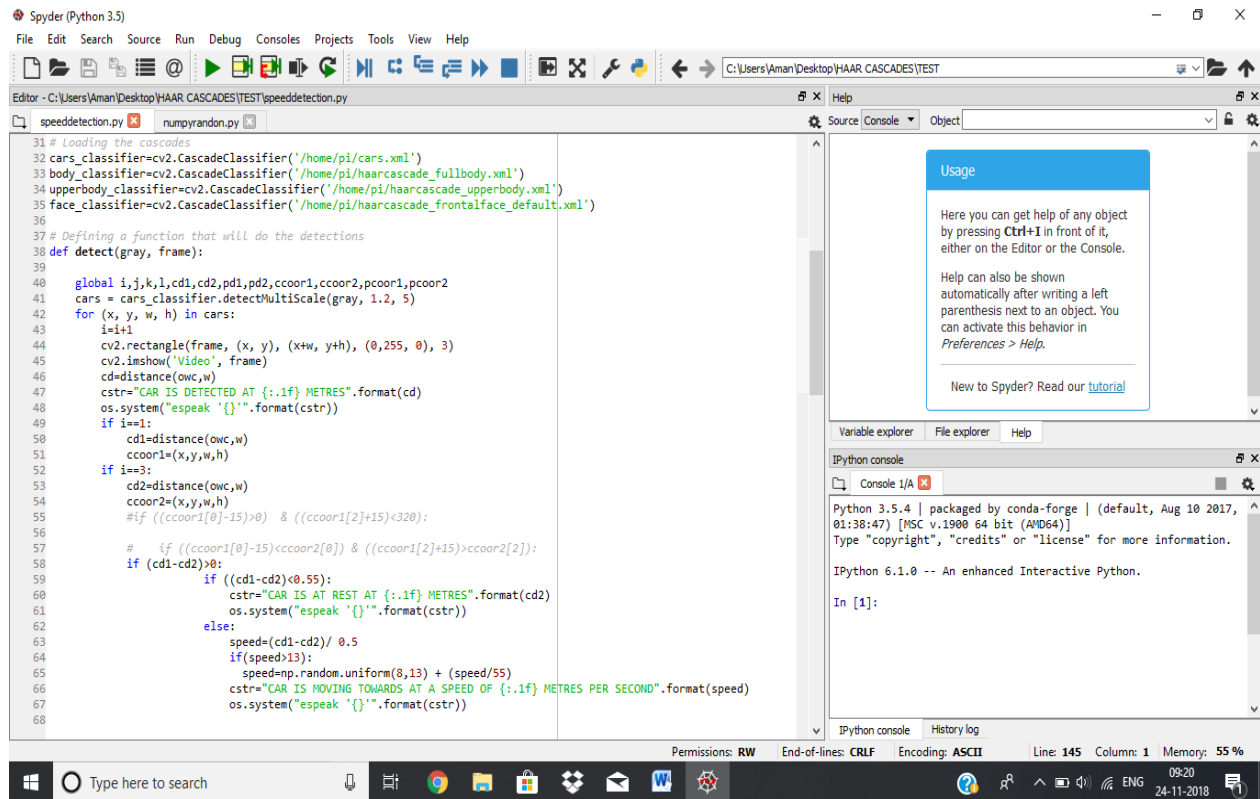 Spyder (Python 3.5)
File Edit Search Source Run Debug Consoles Projects Tools View Help
C:\Users\Aman\Desktop\HAAR CASCADES\TEST
Editor - C:\Users\Aman\Desktop\HAAR CASCADES\TEST\speeddetection.py
speeddetection.py numpyrandon.py
31 # Loading the cascades
32 cars_classifier=cv2.CascadeClassifier('/home/pi/cars.xml')
33 body_classifier=cv2.CascadeClassifier('/home/pi/haarcascade_fullbody.xml')
34 upperbody_classifier=cv2.CascadeClassifier('/home/pi/haarcascade_upperbody.xml')
35 face_classifier=cv2.CascadeClassifier('/home/pi/haarcascade_frontalface_default.xml')
36
37 # Defining a function that will do the detections
38 def detect(gray, frame):
39
40     global i,j,k,l,cd1,cd2,pd1,pd2,ccoor1,ccoor2,pcoor1,pcoor2
41     cars = cars_classifier.detectMultiScale(gray, 1.2, 5)
42     for (x, y, w, h) in cars:
43         i=i+1
44         cv2.rectangle(frame, (x, y), (x+w, y+h), (0,255, 0), 3)
45         cv2.imshow('Video', frame)
46         cd=distance(owc,w)
47         cstr="CAR IS DETECTED AT {:.1f} METRES".format(cd)
48         os.system("espeak '{}'".format(cstr))
49         if i==1:
50             cd1=distance(owc,w)
51             ccoor1=(x,y,w,h)
52         if i==3:
53             cd2=distance(owc,w)
54             ccoor2=(x,y,w,h)
55             #if ((ccoor1[0]-15)>0)  & ((ccoor1[2]+15)<320):
56
57             #    if ((ccoor1[0]-15)<ccoor2[0]) & ((ccoor1[2]+15)>ccoor2[2]):
58             if (cd1-cd2)>0:
59                         if ((cd1-cd2)<0.55):
60                             cstr="CAR IS AT REST AT {:.1f} METRES".format(cd2)
61                             os.system("espeak '{}'".format(cstr))
62                         else:
63                             speed=(cd1-cd2)/ 0.5
64                             if(speed>13):
65                               speed=np.random.uniform(8,13) + (speed/55)
66                             cstr="CAR IS MOVING TOWARDS AT A SPEED OF {:.1f} METRES PER SECOND".format(speed)
67                             os.system("espeak '{}'".format(cstr))
68
Help
Source Console Object
Usage
Here you can get help of any object
by pressing Ctrl+I in front of it,
either on the Editor or the Console.
Help can also be shown
automatically after writing a left
parenthesis next to an object. You
can activate this behavior in
Preferences > Help.
New to Spyder? Read our tutorial
Variable explorer File explorer Help
IPython console
Console 1/A
Python 3.5.4 | packaged by conda-forge | (default, Aug 10 2017,
01:38:47) [MSC v.1900 64 bit (AMD64)]
Type "copyright", "credits" or "license" for more information.
IPython 6.1.0 -- An enhanced Interactive Python.
In [1]:
IPython console History log
Permissions: RW End-of-lines: CRLF Encoding: ASCII Line: 145 Column: 1 Memory: 55 %
Type here to search
ENG
09:20
24-11-2018
1